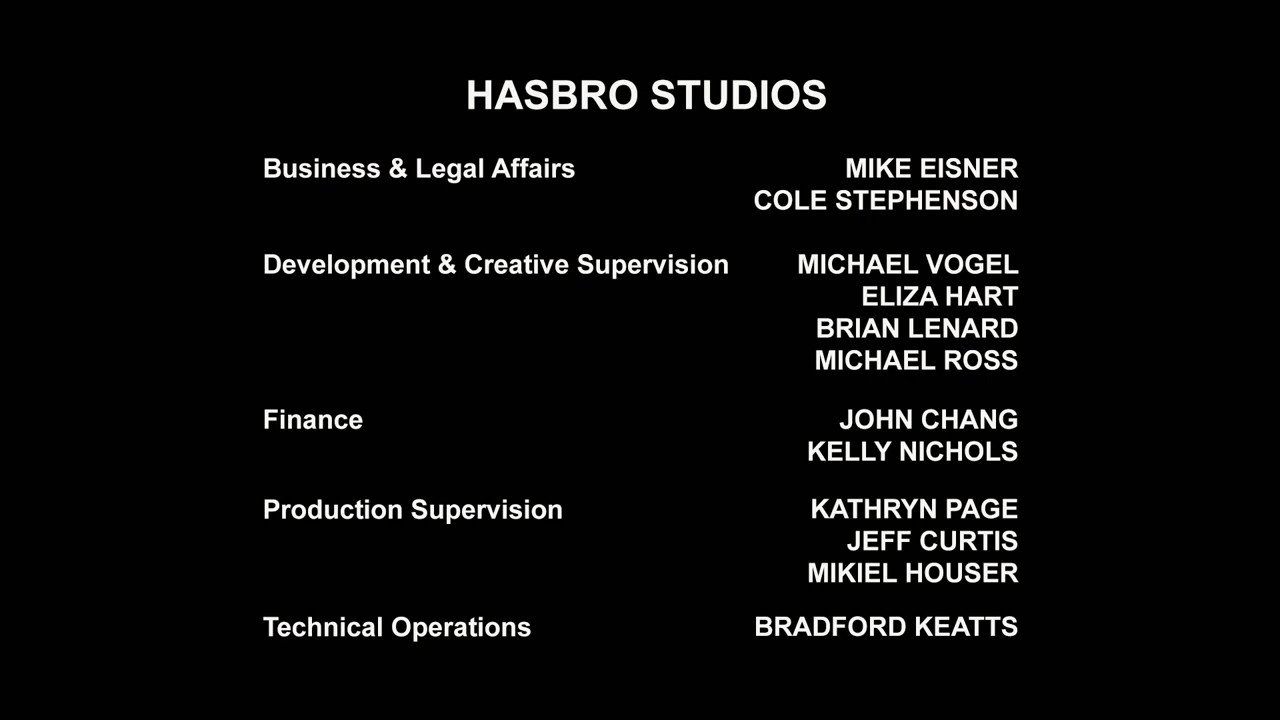 HASBRO STUDIOS
Business & Legal Affairs MIKE EISNER
COLE STEPHENSON
Development & Creative Supervision MICHAEL VOGEL
ELIZA HART
BRIAN LENARD
MICHAEL ROSS
Finance JOHN CHANG
KELLY NICHOLS
Production Supervision KATHRYN PAGE
JEFF CURTIS
MIKIEL HOUSER
Technical Operations BRADFORD KEATTS